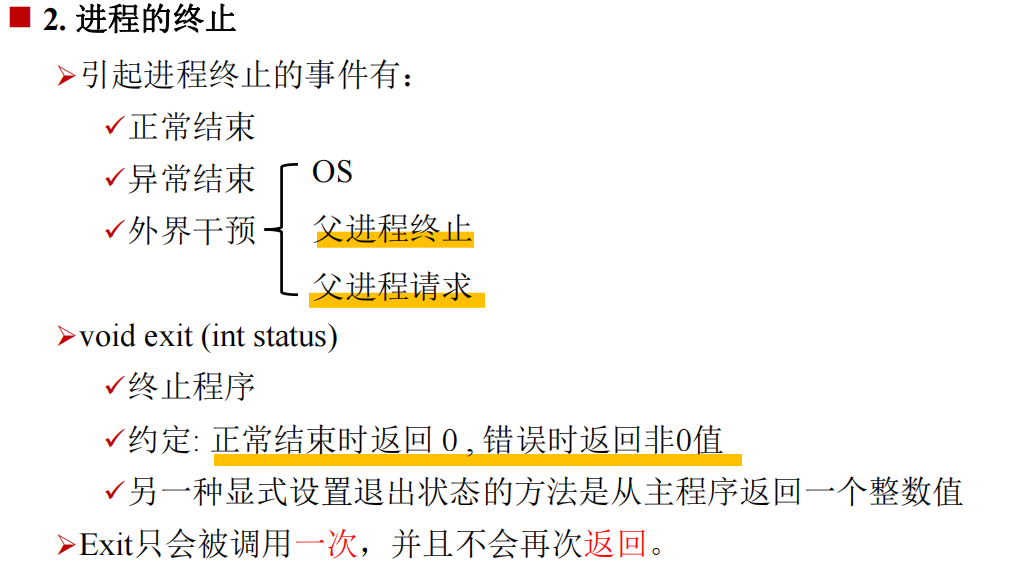 2. 进程的终止
引起进程终止的事件有：
正常结束
异常结束
外界干预
OS
父进程终止
父进程请求
void exit (int status)
终止程序
约定: 正常结束时返回 0 , 错误时返回非0值
另一种显式设置退出状态的方法是从主程序返回一个整数值
Exit只会被调用一次，并且不会再次返回。